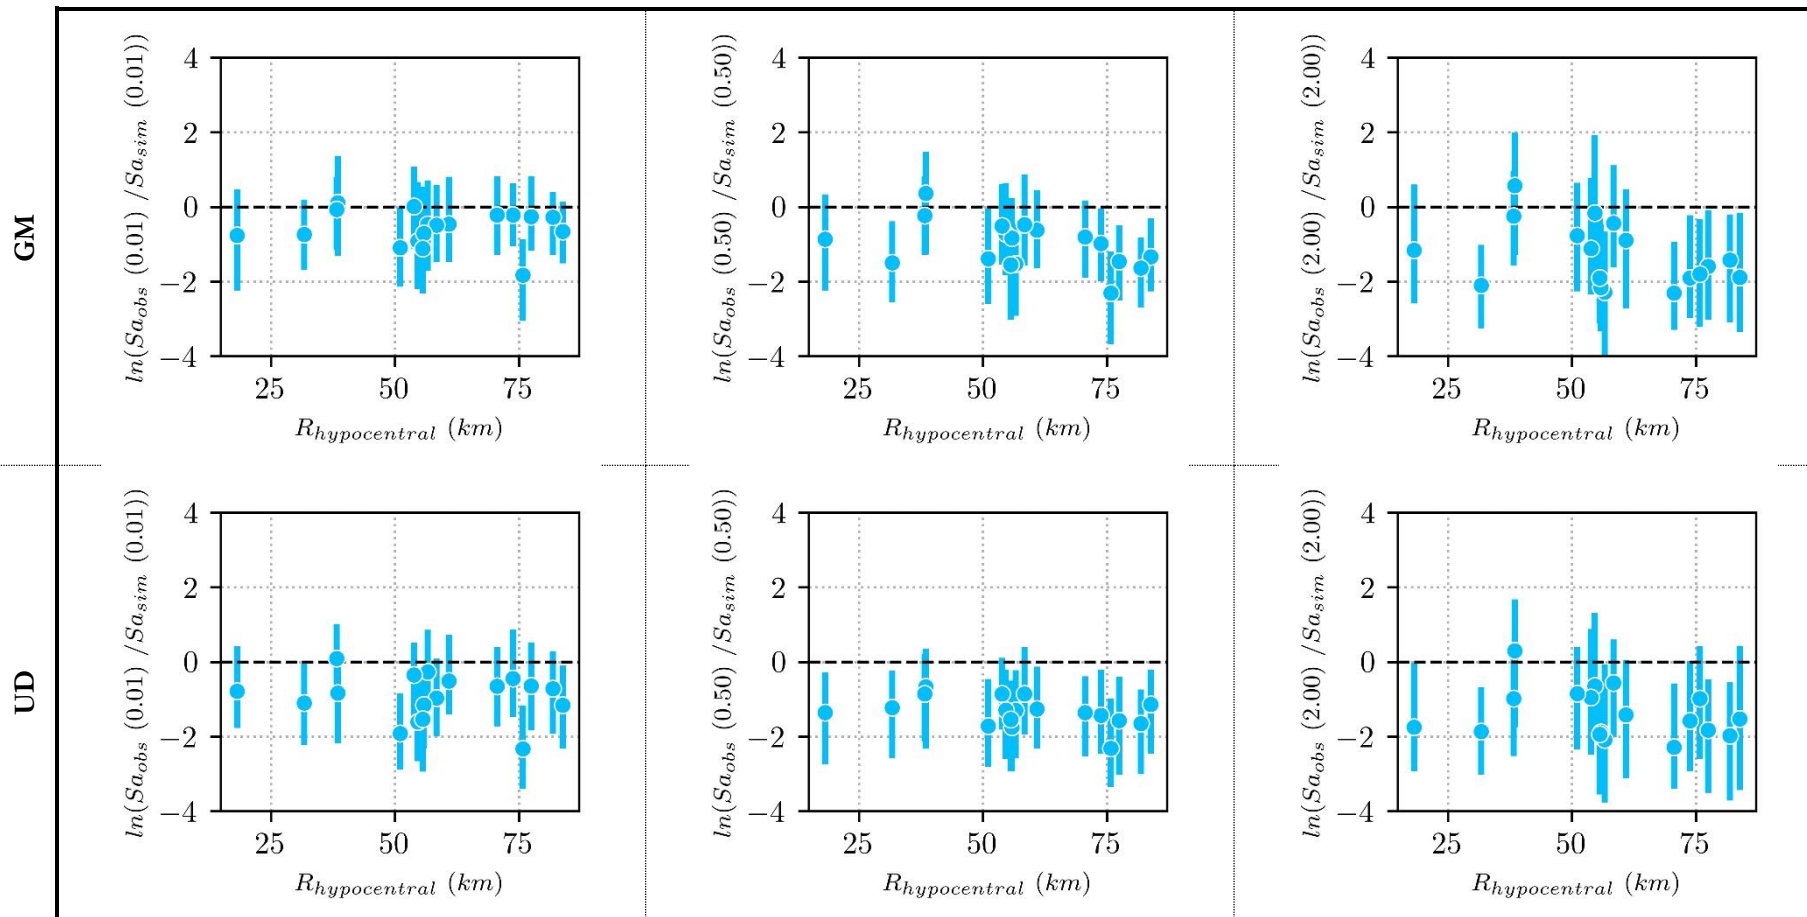 GM
ln(Sa_obs (0.01) /Sa_sim (0.01))
4
2
0
−2
−4
25 50 75
R_hypocentral (km)
ln(Sa_obs (0.50) /Sa_sim (0.50))
4
2
0
−2
−4
25 50 75
R_hypocentral (km)
ln(Sa_obs (2.00) /Sa_sim (2.00))
4
2
0
−2
−4
25 50 75
R_hypocentral (km)
UD
ln(Sa_obs (0.01) /Sa_sim (0.01))
4
2
0
−2
−4
25 50 75
R_hypocentral (km)
ln(Sa_obs (0.50) /Sa_sim (0.50))
4
2
0
−2
−4
25 50 75
R_hypocentral (km)
ln(Sa_obs (2.00) /Sa_sim (2.00))
4
2
0
−2
−4
25 50 75
R_hypocentral (km)